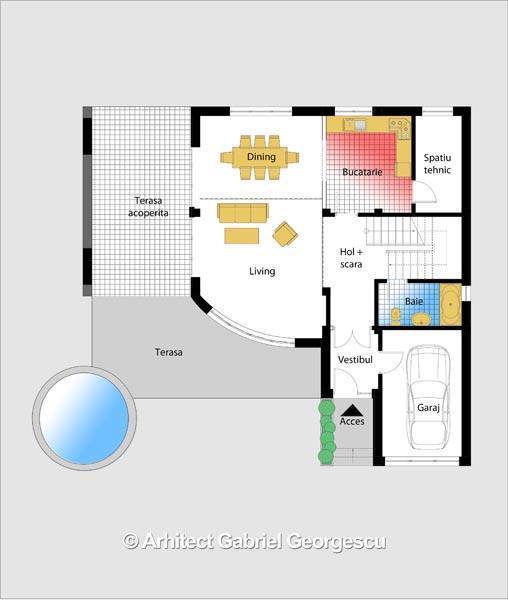 Dining
Bucatarie
Spatiu
tehnic
Terasa
acoperita
Living
Hol +
scara
Baie
Terasa
Vestibul
Garaj
Acces
© Arhitect Gabriel Georgescu